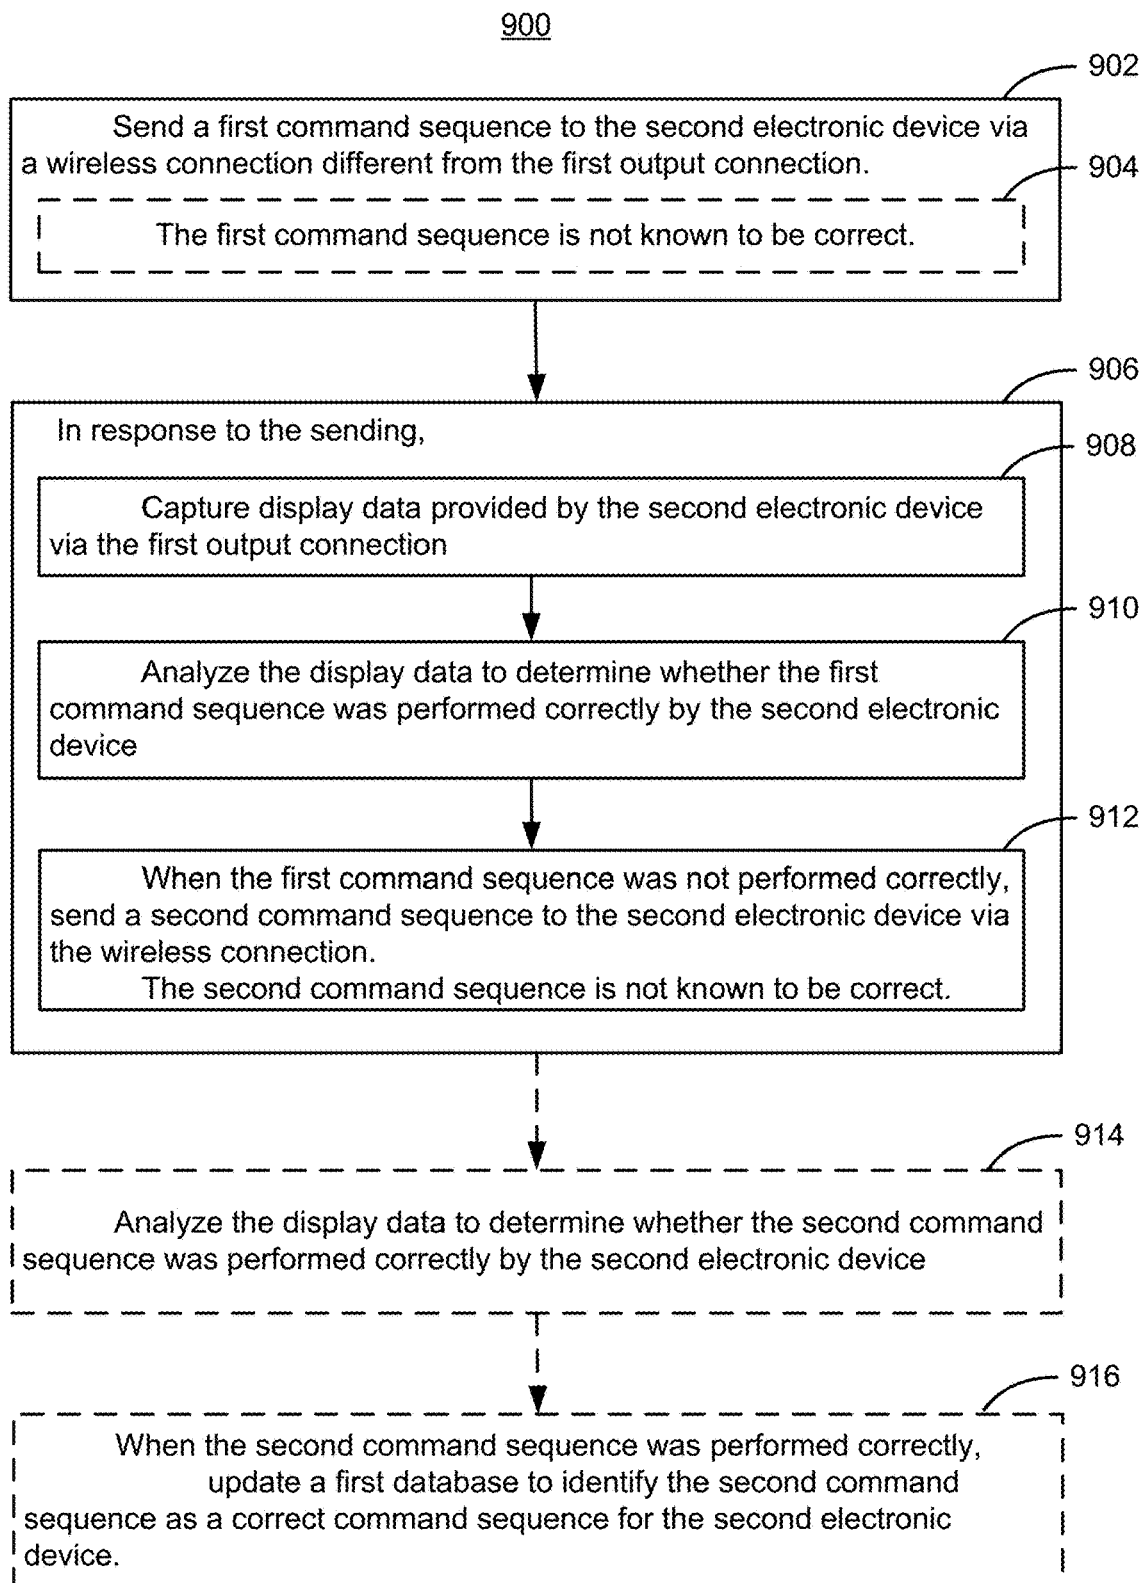 900
902
Send a first command sequence to the second electronic device via
a wireless connection different from the first output connection.
904
The first command sequence is not known to be correct.
906
In response to the sending,
908
Capture display data provided by the second electronic device
via the first output connection
910
Analyze the display data to determine whether the first
command sequence was performed correctly by the second electronic
device
912
When the first command sequence was not performed correctly,
send a second command sequence to the second electronic device via
the wireless connection.
The second command sequence is not known to be correct.
914
Analyze the display data to determine whether the second command
sequence was performed correctly by the second electronic device
916
When the second command sequence was performed correctly,
update a first database to identify the second command
sequence as a correct command sequence for the second electronic
device.